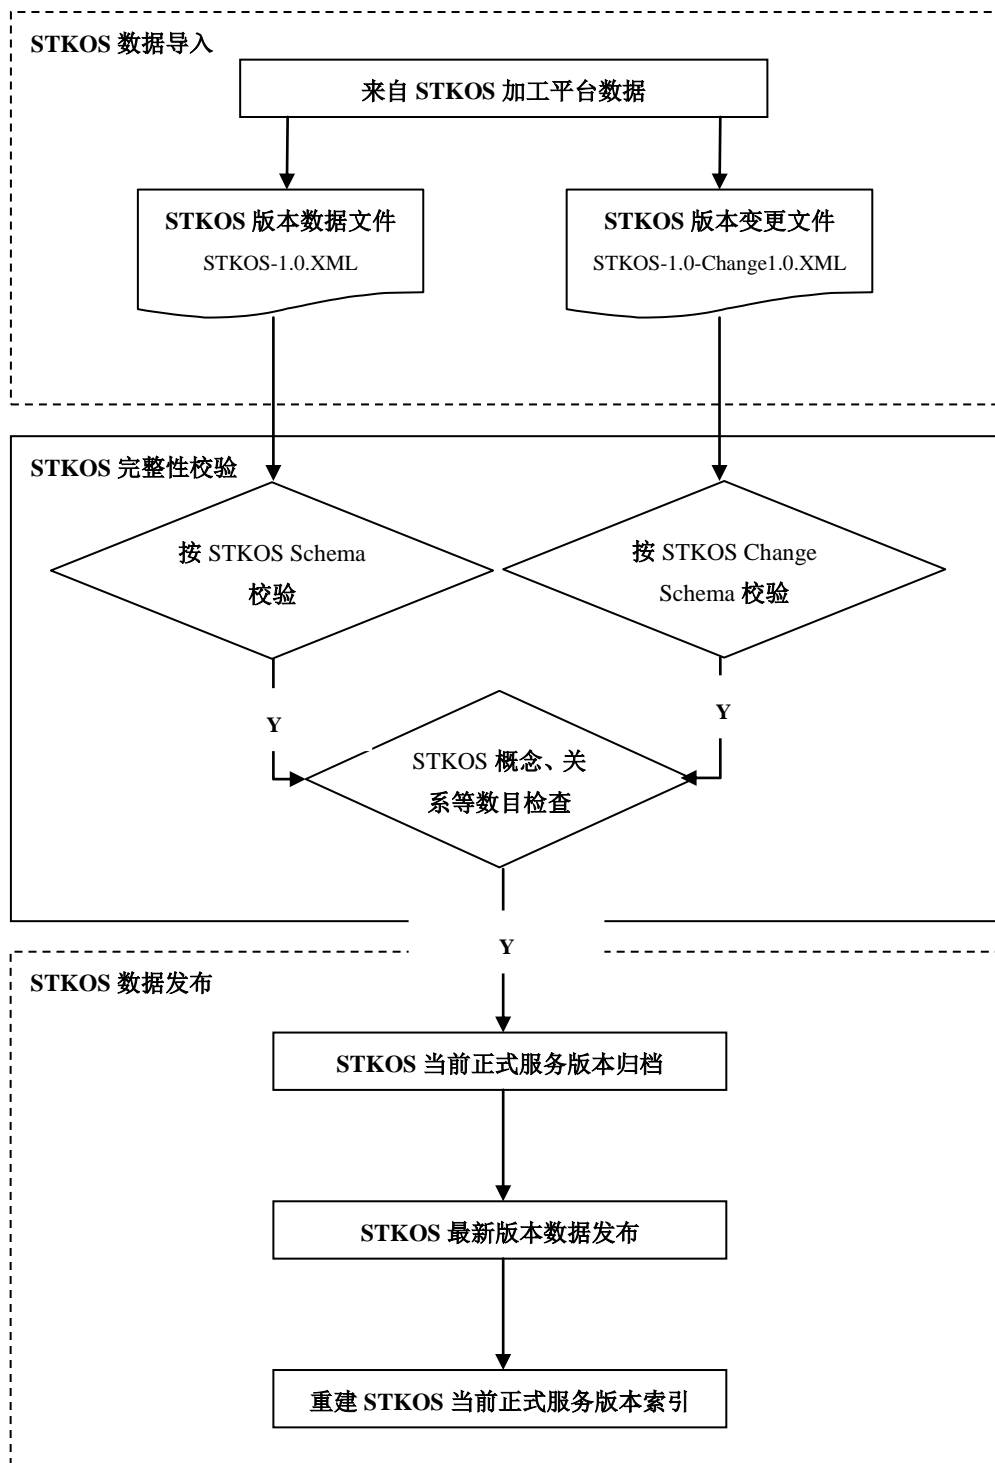 STKOS 数据导入
来自 STKOS 加工平台数据
STKOS 版本数据文件
STKOS-1.0.XML
STKOS 版本变更文件
STKOS-1.0-Change1.0.XML
STKOS 完整性校验
按 STKOS Schema
校验
按 STKOS Change
Schema 校验
Y
Y
STKOS 概念、关
系等数目检查
Y
STKOS 数据发布
STKOS 当前正式服务版本归档
STKOS 最新版本数据发布
重建 STKOS 当前正式服务版本索引